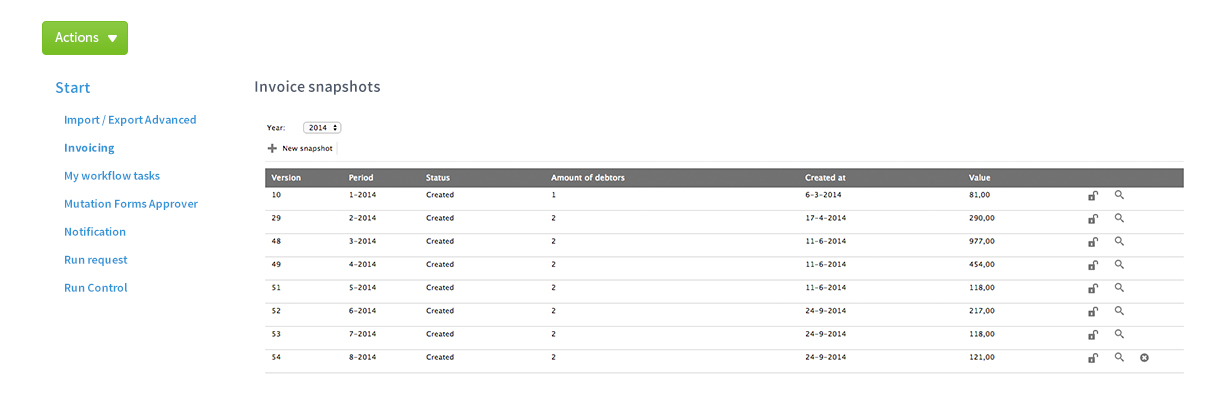 Actions
Start
Import / Export Advanced
Invoicing
My workflow tasks
Mutation Forms Approver
Notification
Run request
Run Control
Invoice snapshots
Year: 2014
New snapshot
Version Period Status Amount of debtors Created at Value
10 1-2014 Created 1 6-3-2014 81,00
29 2-2014 Created 2 17-4-2014 290,00
48 3-2014 Created 2 11-6-2014 977,00
49 4-2014 Created 2 11-6-2014 454,00
51 5-2014 Created 2 11-6-2014 118,00
52 6-2014 Created 2 24-9-2014 217,00
53 7-2014 Created 2 24-9-2014 118,00
54 8-2014 Created 2 24-9-2014 121,00